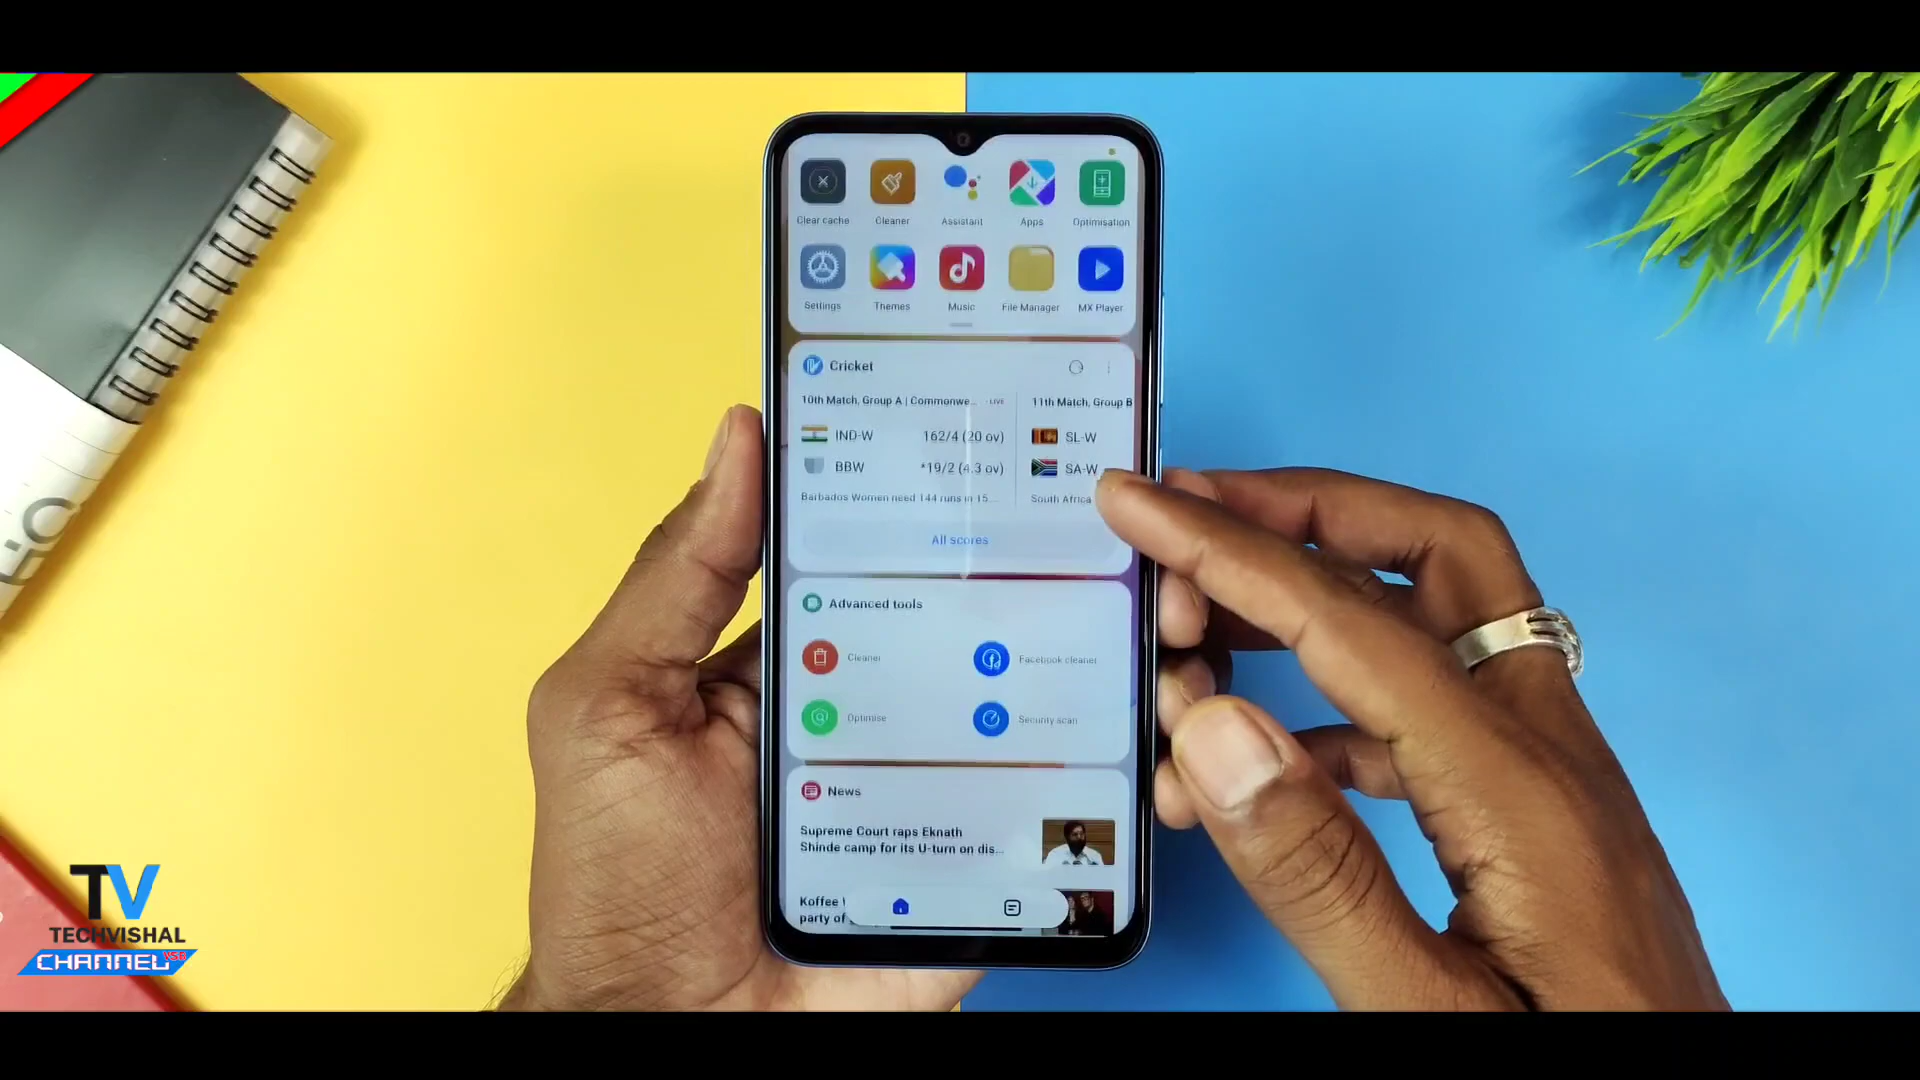 Clear cache Cleaner Assistant Apps Optimisation
Settings Themes Music File Manager MX Player
Cricket
10th Match, Group A | Commonwe... LIVE
IND-W 162/4 (20 ov)
BBW *19/2 (4.3 ov)
Barbados Women need 144 runs in 15...
11th Match, Group B
SL-W
SA-W
South Africa
All scores
Advanced tools
Cleaner Facebook cleaner
Optimise Security scan
News
Supreme Court raps Eknath
Shinde camp for its U-turn on dis...
Koffee
party of
TV
TECHVISHAL
CHANNEL VSR